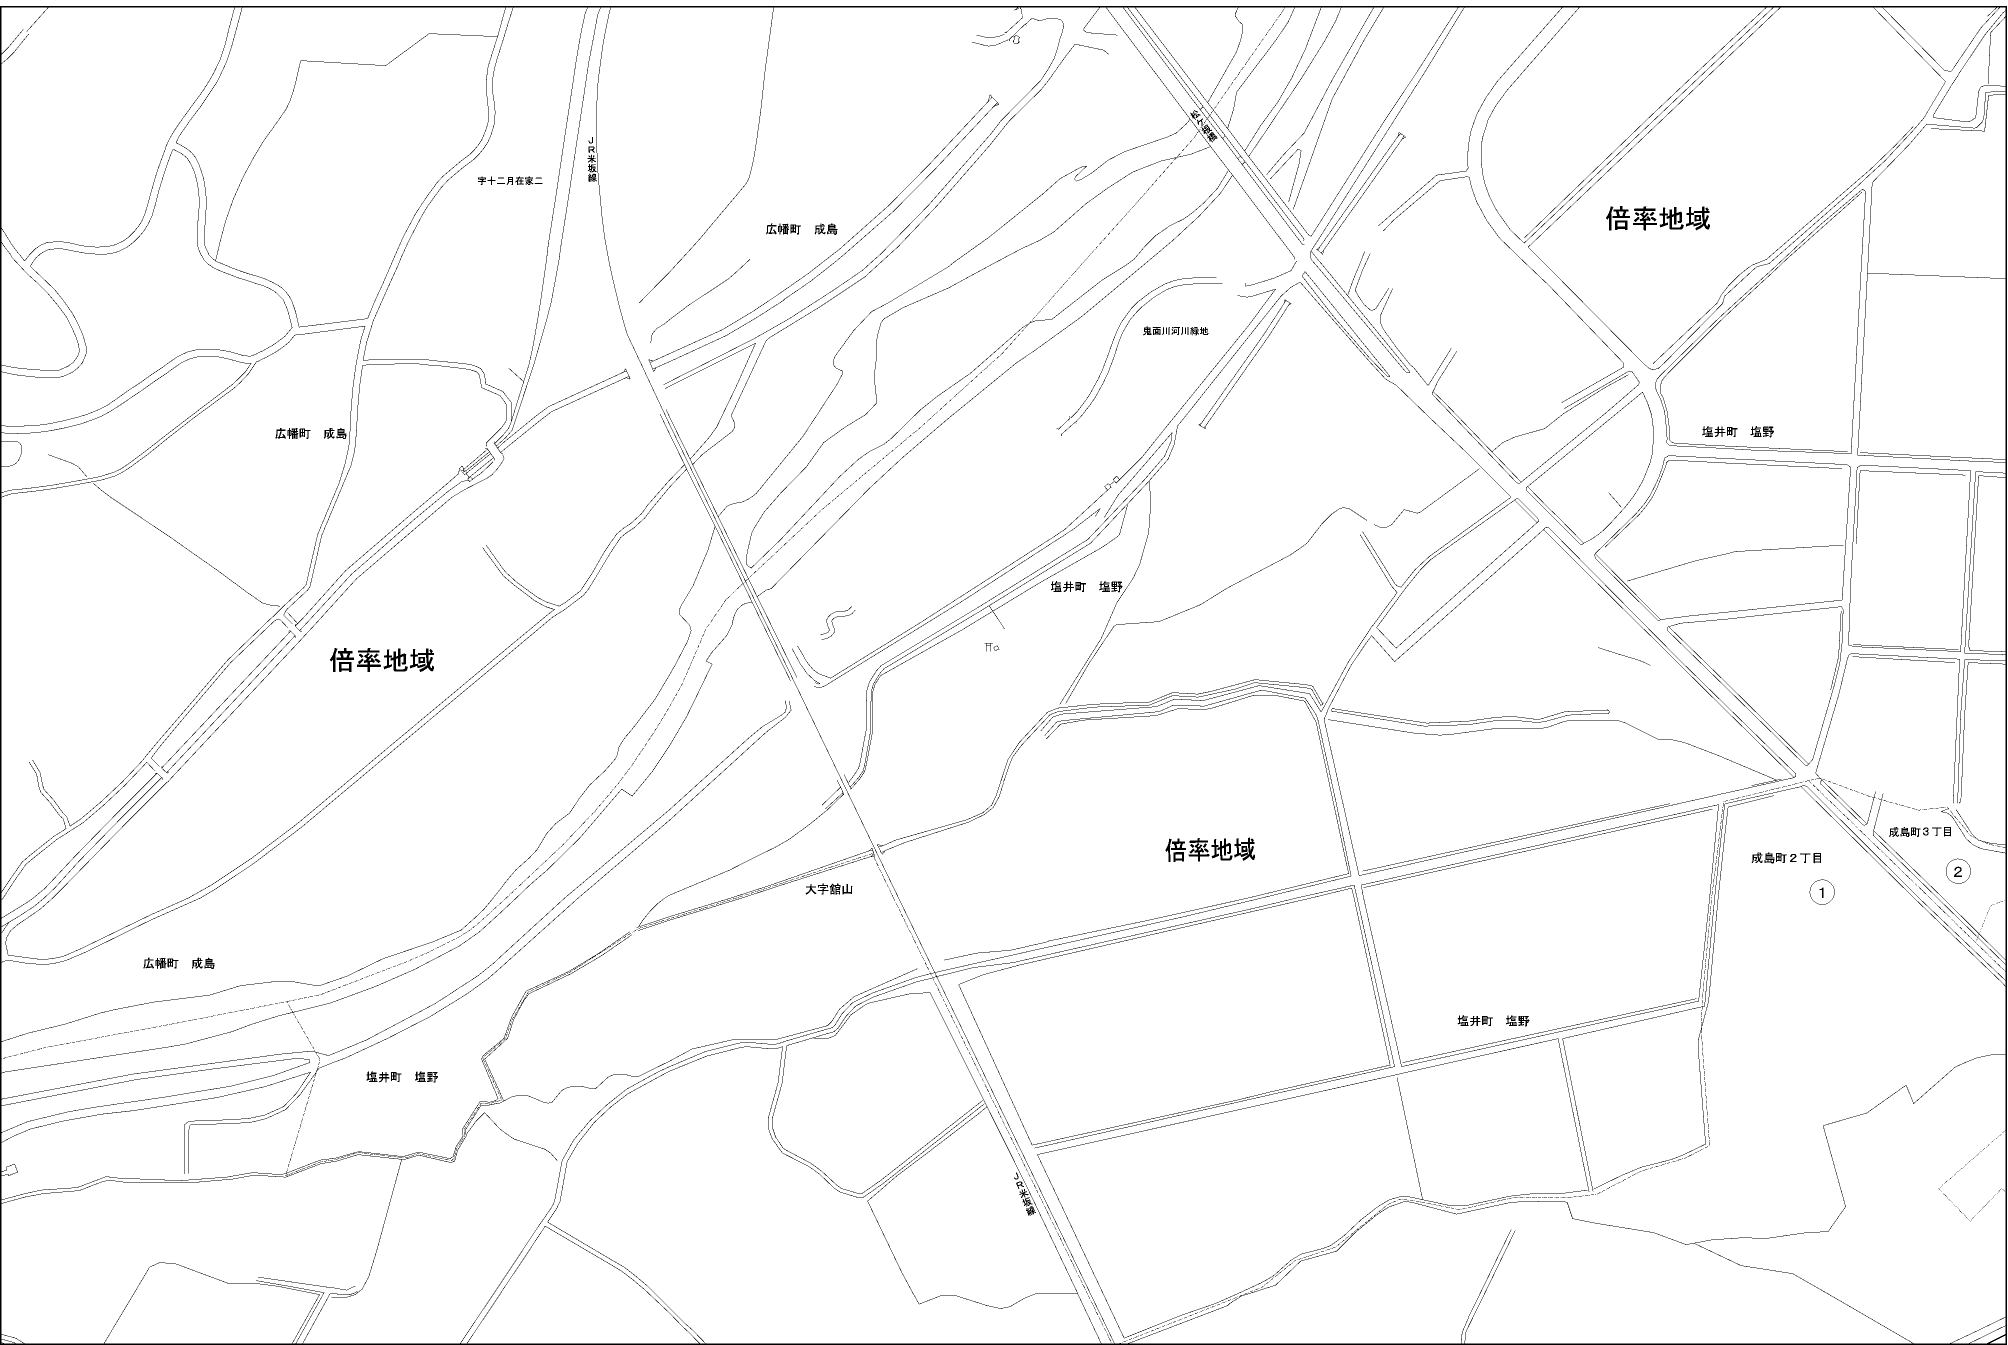 JR米坂線
字十二月在家二
倍率地域
広幡町 成島
鬼面川河川緑地
広幡町 成島
塩井町 塩野
塩井町 塩野
倍率地域
成島町3丁目
倍率地域
成島町2丁目
2
大字舘山
1
広幡町 成島
塩井町 塩野
塩井町 塩野
JR米坂線